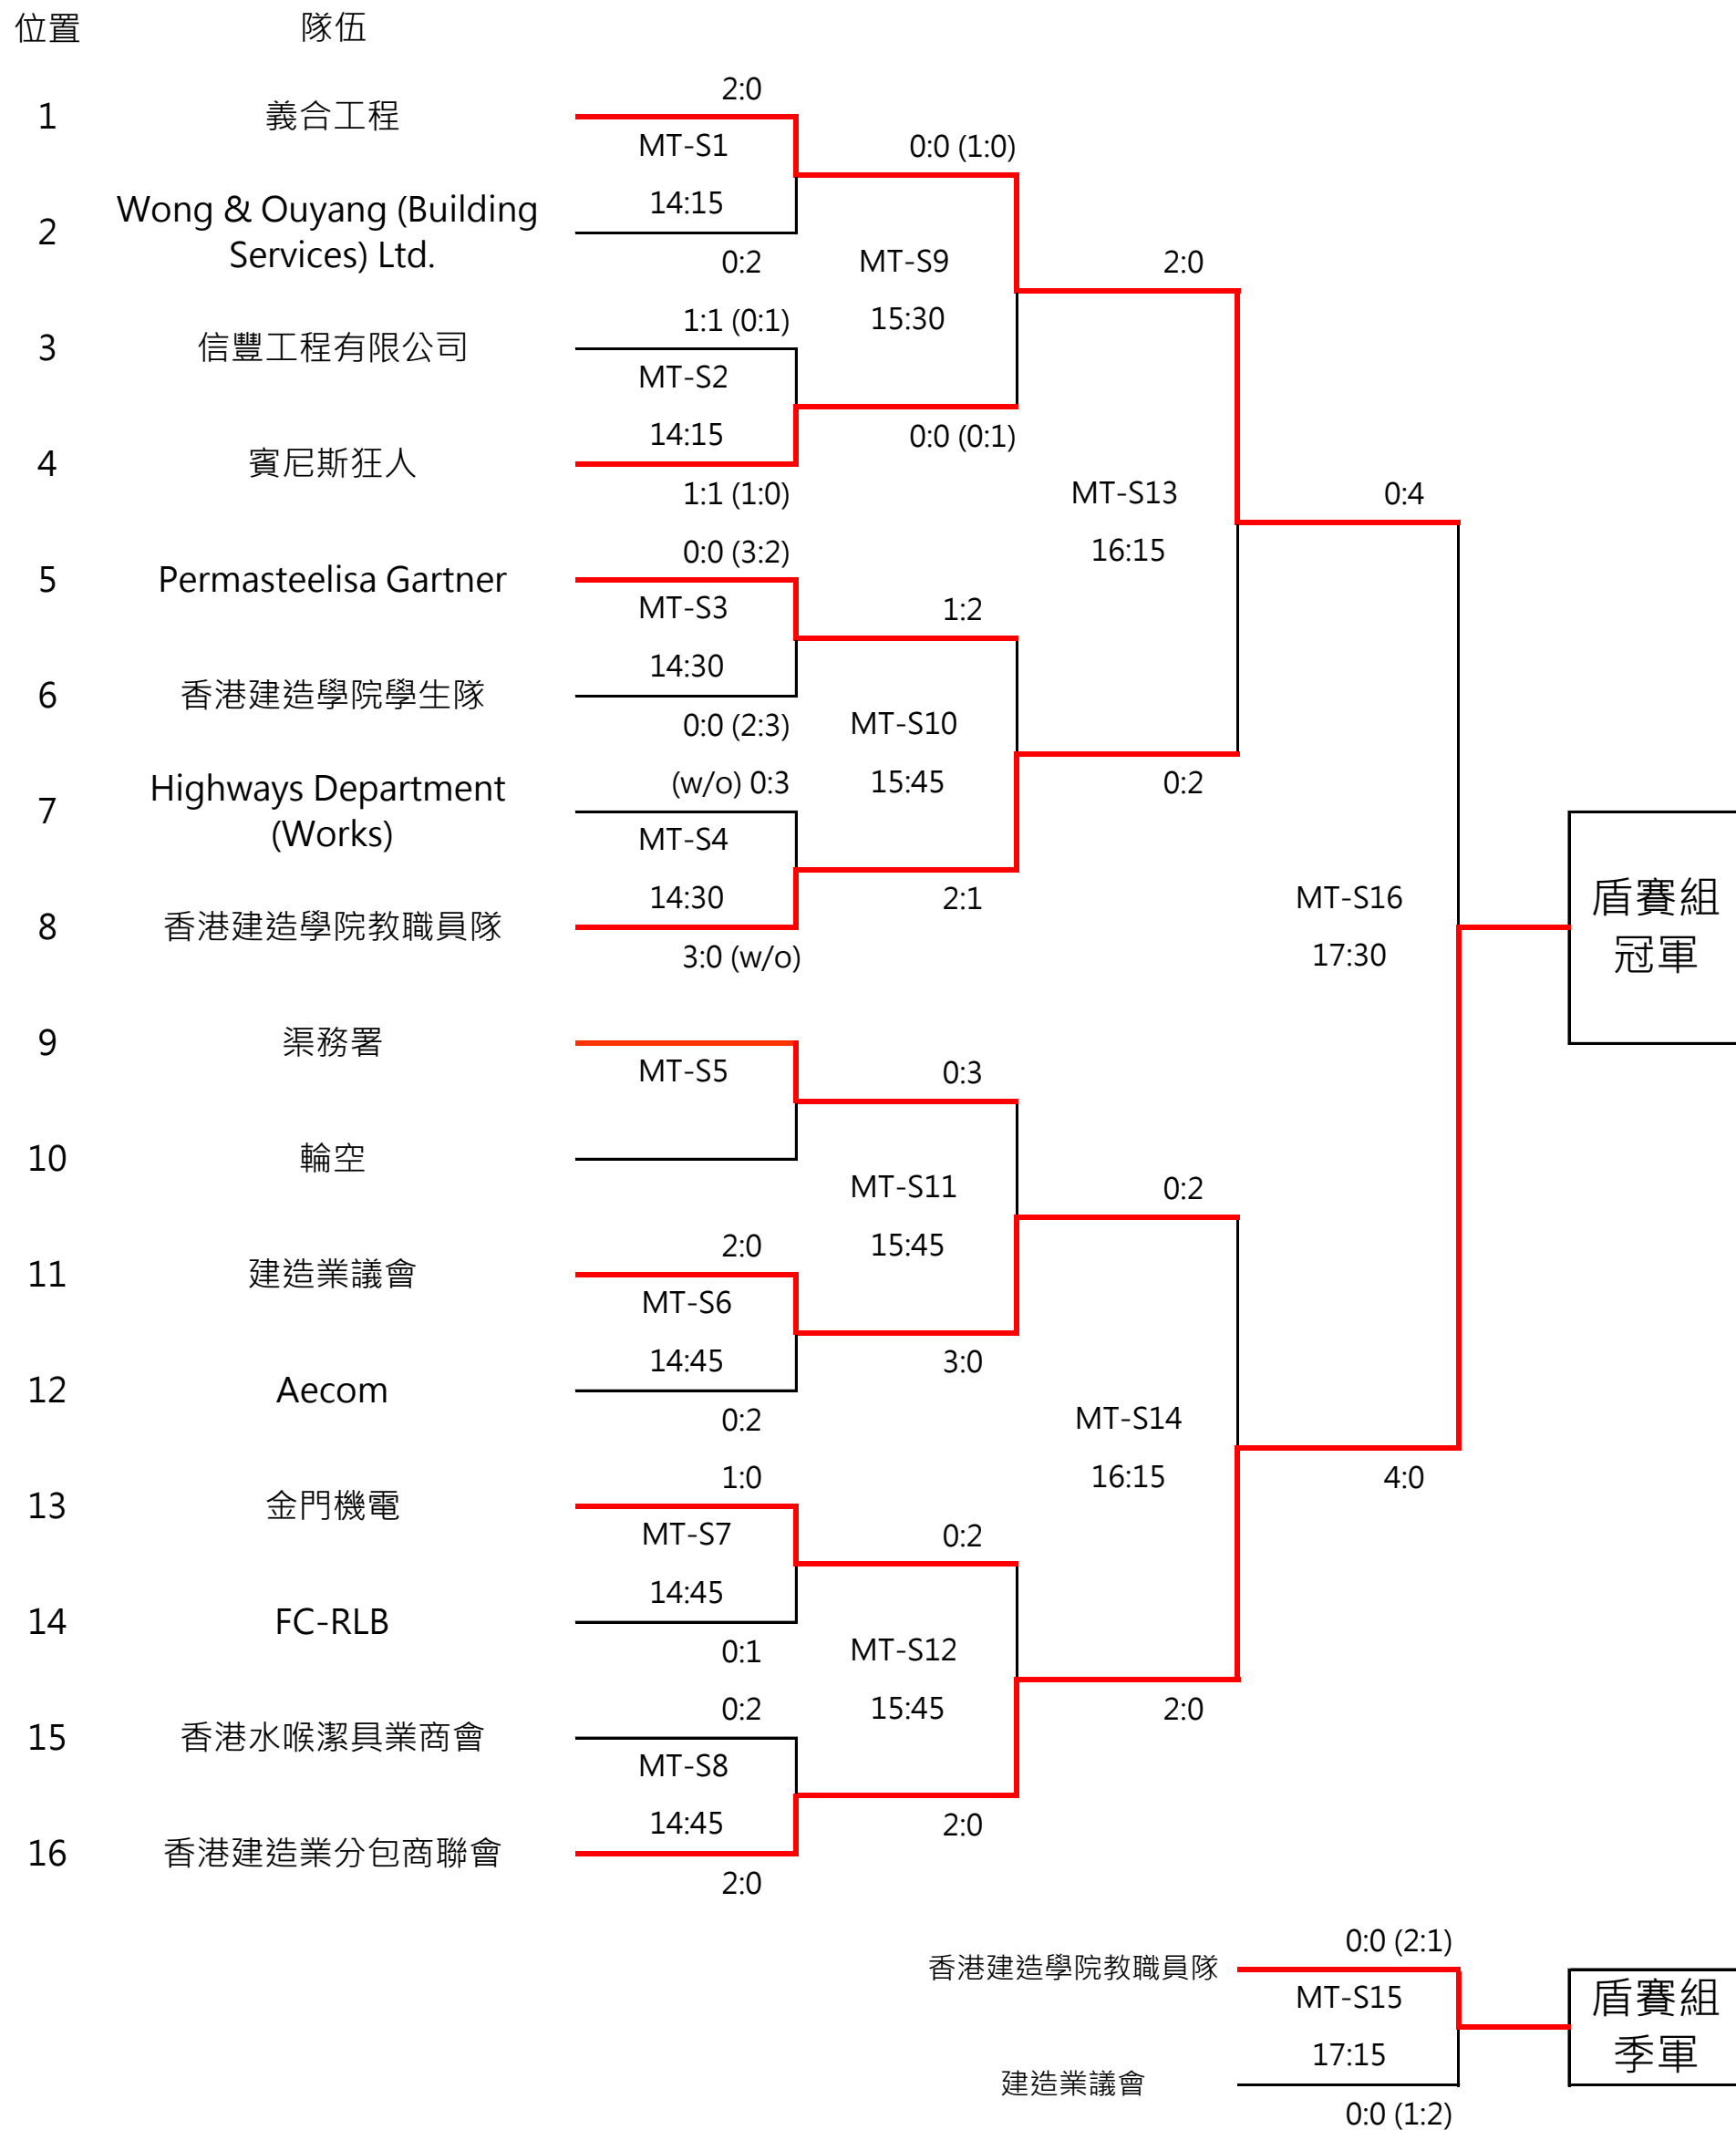 位置 隊伍
2:0
1 義合工程
MT-S1
0:0 (1:0)
Wong & Ouyang (Building
14:15
2
Services) Ltd.
0:2
MT-S9
2:0
1:1 (0:1)
15:30
3 信豐工程有限公司
MT-S2
14:15
0:0 (0:1)
4 賓尼斯狂人
1:1 (1:0)
MT-S13
0:4
0:0 (3:2)
16:15
5 Permasteelisa Gartner
MT-S3
1:2
14:30
6 香港建造學院學生隊
0:0 (2:3)
MT-S10
(w/o) 0:3
15:45
0:2
Highways Department
7
(Works)
MT-S4
14:30
2:1
MT-S16
盾賽組
8 香港建造學院教職員隊
3:0 (w/o)
17:30
冠軍
9 渠務署
MT-S5
0:3
10 輪空
MT-S11
0:2
2:0
15:45
11 建造業議會
MT-S6
14:45
3:0
12 Aecom
0:2
MT-S14
1:0
16:15
4:0
13 金門機電
MT-S7
0:2
14:45
14 FC-RLB
0:1
MT-S12
0:2
15:45
2:0
15 香港水喉潔具業商會
MT-S8
14:45
2:0
16 香港建造業分包商聯會
2:0
0:0 (2:1)
香港建造學院教職員隊
MT-S15
盾賽組
17:15
季軍
建造業議會
0:0 (1:2)